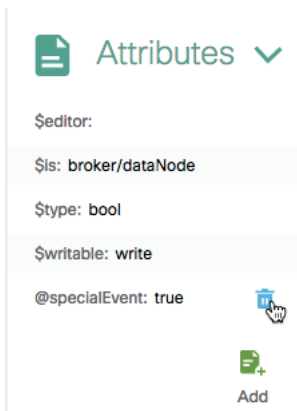 Attributes
$editor:
$is: broker/dataNode
$type: bool
$writable: write
@specialEvent: true
Add